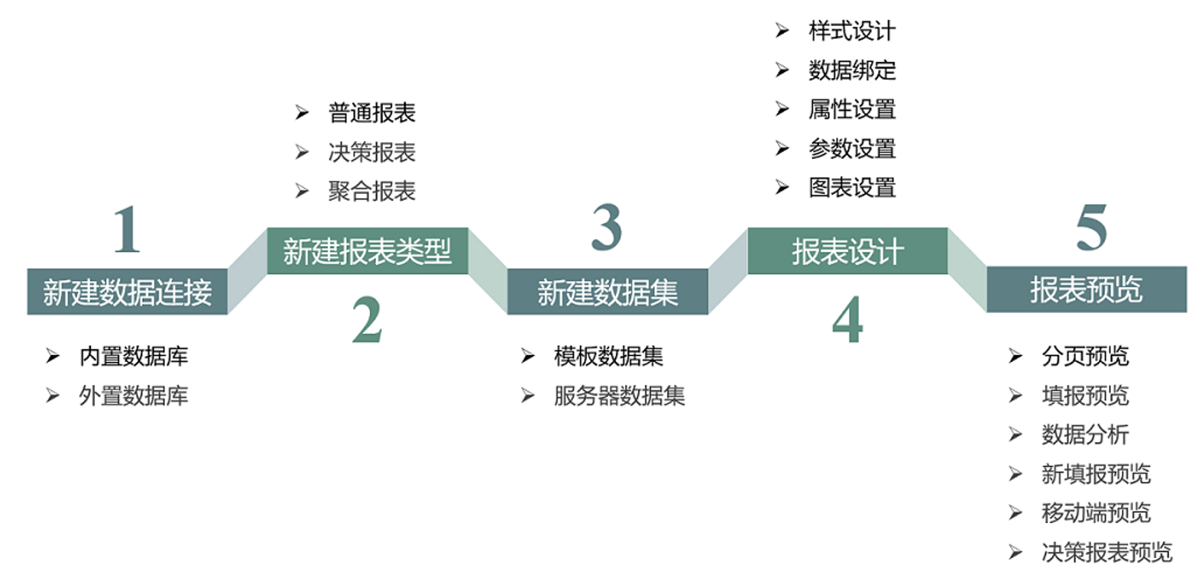 1
新建数据连接
内置数据库
外置数据库
普通报表
决策报表
聚合报表
新建报表类型
2
3
新建数据集
模板数据集
服务器数据集
样式设计
数据绑定
属性设置
参数设置
图表设置
报表设计
4
5
报表预览
分页预览
填报预览
数据分析
新填报预览
移动端预览
决策报表预览